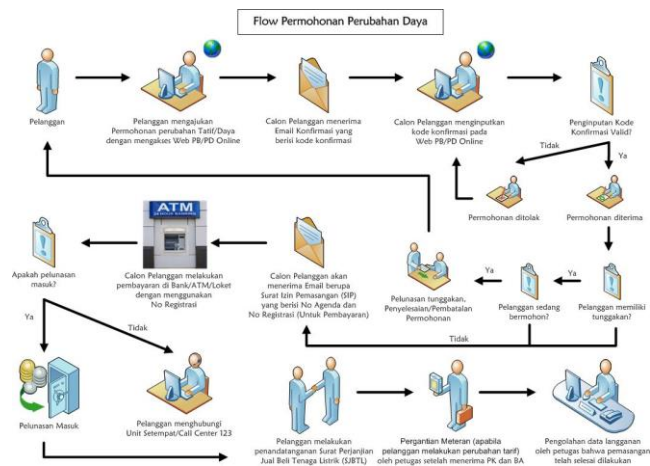 Flow Permohonan Perubahan Daya
Pelanggan
Pelanggan mengajukan
Permohonan perubahan Tatif/Daya
dengan mengakses Web PB/PD Online
Calon Pelanggan menerima
Email Konfirmasi yang
berisi kode konfirmasi
Calon Pelanggan menginputkan
kode konfirmasi pada
Web PB/PD Online
Penginputan Kode
Konfirmasi Valid?
Tidak
Ya
Permohonan ditolak
Permohonan diterima
ATM
Apakah pelunasan
masuk?
Calon Pelanggan melakukan
pembayaran di Bank/ATM/Loket
dengan menggunakan
No Registrasi
Calon Pelanggan akan
menerima Email berupa
Surat Izin Pemasangan (SIP)
yang berisi No Agenda dan
No Registrasi (Untuk Pembayaran)
Pelunasan tunggakan,
Penyelesaian/Pembatalan
Permohonan
Ya
Pelanggan sedang
bermohon?
Ya
Pelanggan memiliki
tunggakan?
Tidak
Ya
Tidak
Pelunasan Masuk
Pelanggan menghubungi
Unit Setempat/Call Center 123
Pelanggan melakukan
penandatanganan Surat Perjanjian
Jual Beli Tenaga Listrik (SJBTL)
Pergantian Meteran (apabila
pelanggan melakukan perubahan tarif)
oleh petugas setelah menerima PK dan BA
Pengolahan data langganan
oleh petugas bahwa pemasangan
telah selesai dilakukan